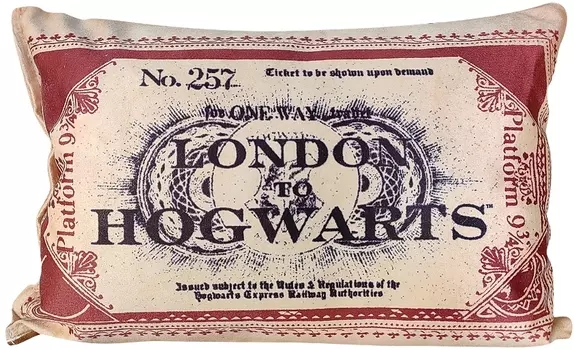 No. 257
Ticket to be shown upon demand
for ONE WAY travel
LONDON
TO
HOGWARTS™
Issued subject to the Rules & Regulations of the
Hogwarts Express Railway Authorities
Platform 9¾
Platform 9¾